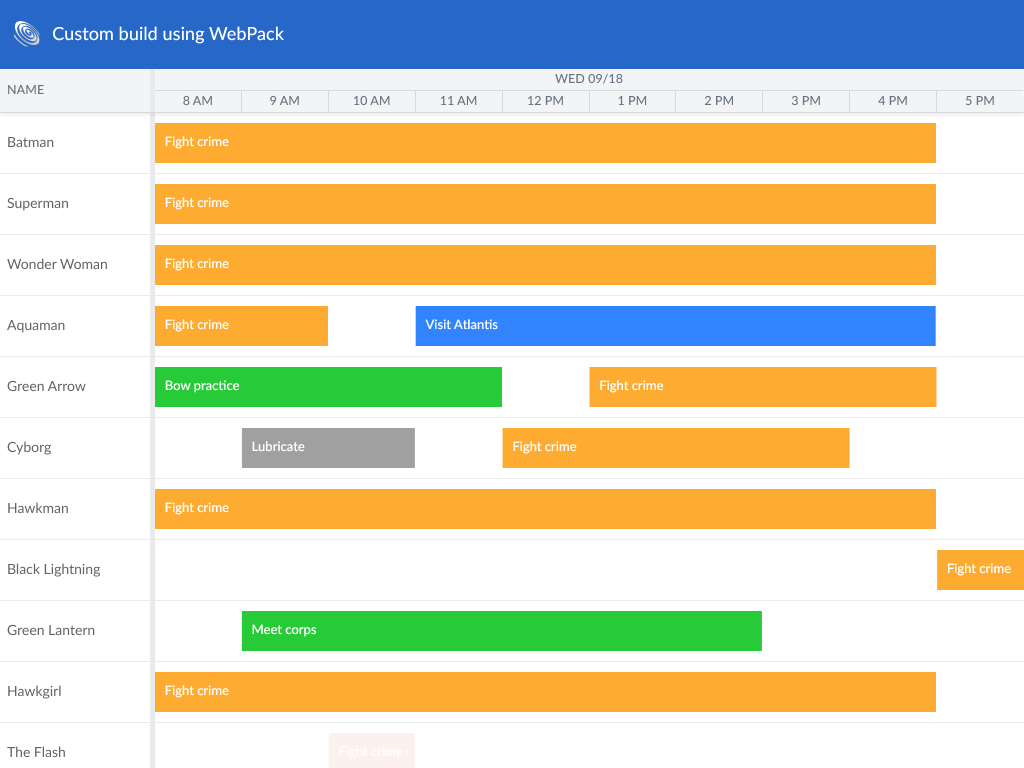 Custom build using WebPack
NAME
WED 09/18
8 AM 9 AM 10 AM 11 AM 12 PM 1 PM 2 PM 3 PM 4 PM 5 PM
Batman Fight crime
Superman Fight crime
Wonder Woman Fight crime
Aquaman Fight crime Visit Atlantis
Green Arrow Bow practice Fight crime
Cyborg Lubricate Fight crime
Hawkman Fight crime
Black Lightning Fight crime
Green Lantern Meet corps
Hawkgirl Fight crime
The Flash Fight crime